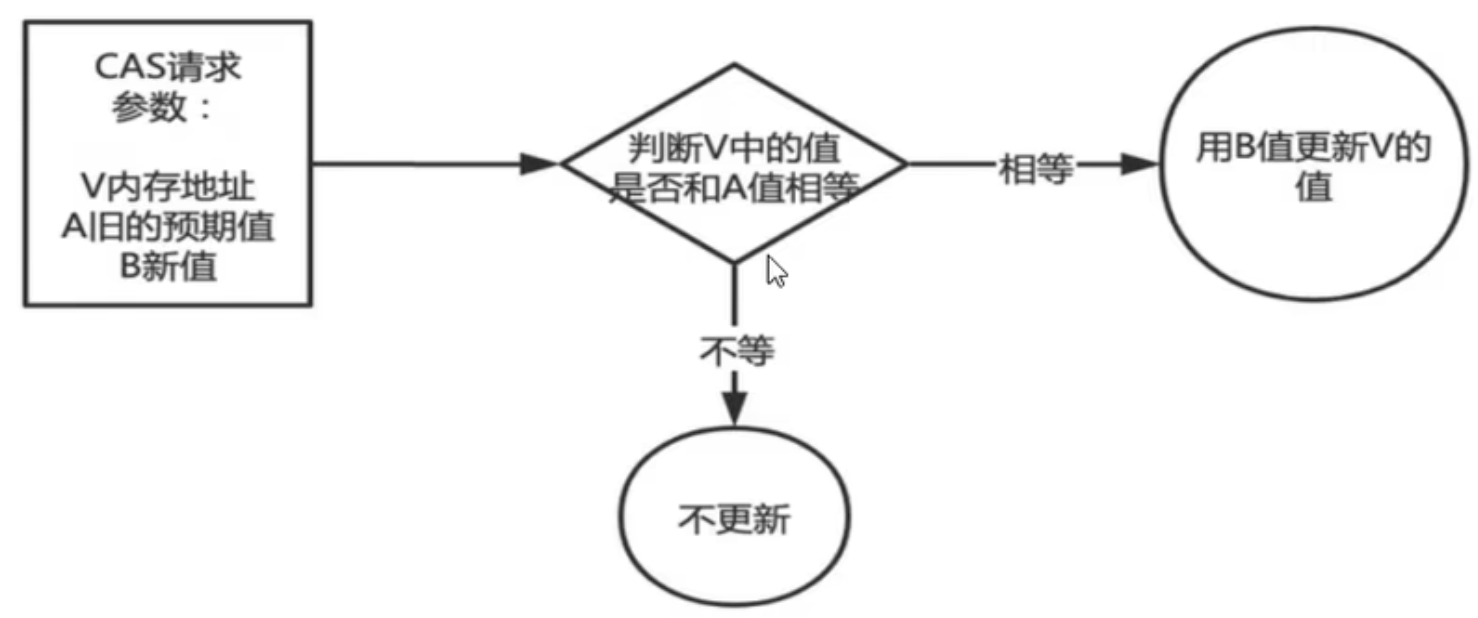 CAS请求
参数：
V内存地址
A旧的预期值
B新值
判断V中的值
是否和A值相等
相等
用B值更新V的
值
不等
不更新